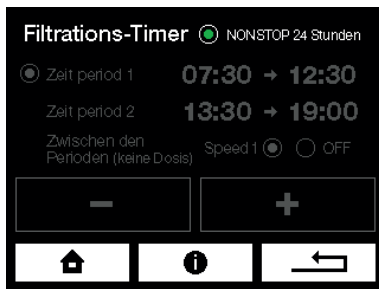 Filtrations-Timer NONSTOP 24 Stunden
Zeit period 1 07:30 → 12:30
Zeit period 2 13:30 → 19:00
Zwischen den
Perioden (keine Dosis) Speed 1 OFF
− +